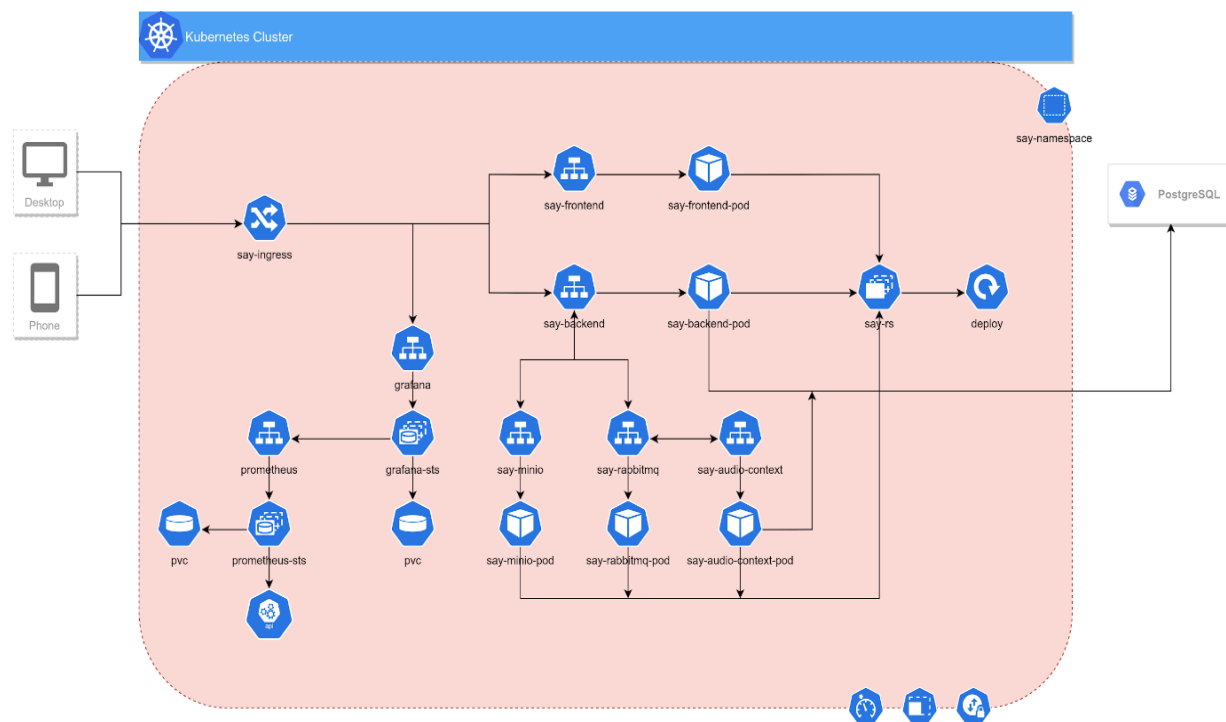 Kubernetes Cluster
say-namespace
Desktop
Phone
say-ingress
say-frontend
say-frontend-pod
PostgreSQL
say-backend
say-backend-pod
say-rs
deploy
grafana
prometheus
grafana-sts
say-minio
say-rabbitmq
say-audio-context
pvc
prometheus-sts
pvc
say-minio-pod
say-rabbitmq-pod
say-audio-context-pod
api